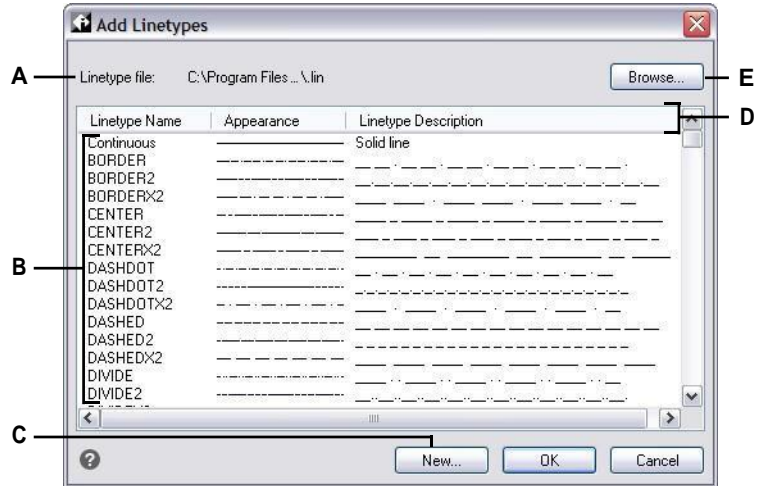 Add Linetypes
A
Linetype file: C:\Program Files ... \.lin
Browse...
E
Linetype Name Appearance Linetype Description
D
Continuous Solid line
BORDER
BORDER2
BORDERX2
CENTER
CENTER2
CENTERX2
B
DASHDOT
DASHDOT2
DASHDOTX2
DASHED
DASHED2
DASHEDX2
DIVIDE
DIVIDE2
C
? New... OK Cancel